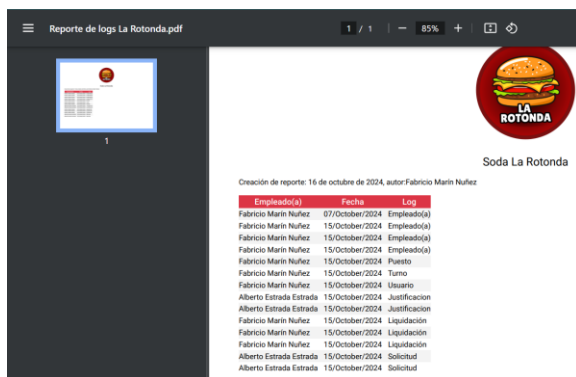 Reporte de logs La Rotonda.pdf
1 / 1
85%
1
LA
ROTONDA
Soda La Rotonda
Creación de reporte: 16 de octubre de 2024, autor:Fabricio Marín Nuñez
Empleado(a) Fecha Log
Fabricio Marín Nuñez 07/October/2024 Empleado(a)
Fabricio Marín Nuñez 15/October/2024 Empleado(a)
Fabricio Marín Nuñez 15/October/2024 Empleado(a)
Fabricio Marín Nuñez 15/October/2024 Empleado(a)
Fabricio Marín Nuñez 15/October/2024 Puesto
Fabricio Marín Nuñez 15/October/2024 Turno
Fabricio Marín Nuñez 15/October/2024 Usuario
Alberto Estrada Estrada 15/October/2024 Justificacion
Alberto Estrada Estrada 15/October/2024 Justificacion
Fabricio Marín Nuñez 15/October/2024 Liquidación
Fabricio Marín Nuñez 15/October/2024 Liquidación
Fabricio Marín Nuñez 15/October/2024 Liquidación
Alberto Estrada Estrada 15/October/2024 Solicitud
Alberto Estrada Estrada 15/October/2024 Solicitud